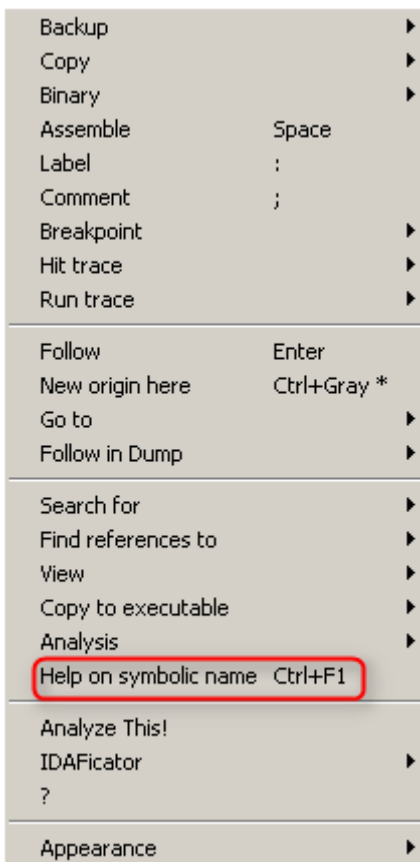 Backup
Copy
Binary
Assemble Space
Label :
Comment ;
Breakpoint
Hit trace
Run trace
Follow Enter
New origin here Ctrl+Gray *
Go to
Follow in Dump
Search for
Find references to
View
Copy to executable
Analysis
Help on symbolic name Ctrl+F1
Analyze This!
IDAFicator
?
Appearance